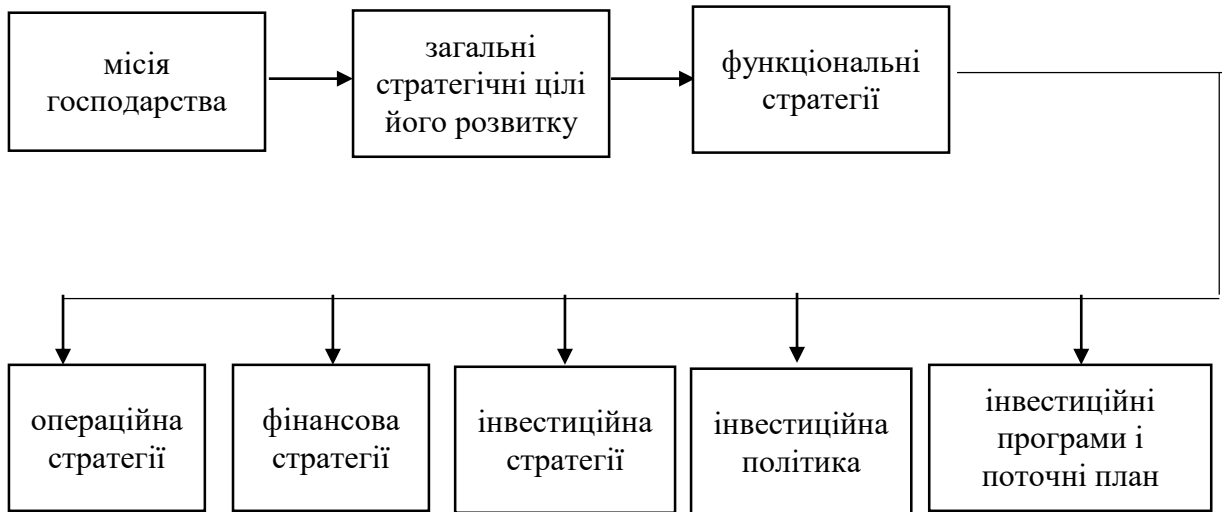 місія
господарства
загальні
стратегічні цілі
його розвитку
функціональні
стратегії
операційна
стратегії
фінансова
стратегії
інвестиційна
стратегії
інвестиційна
політика
інвестиційні
програми і
поточні план